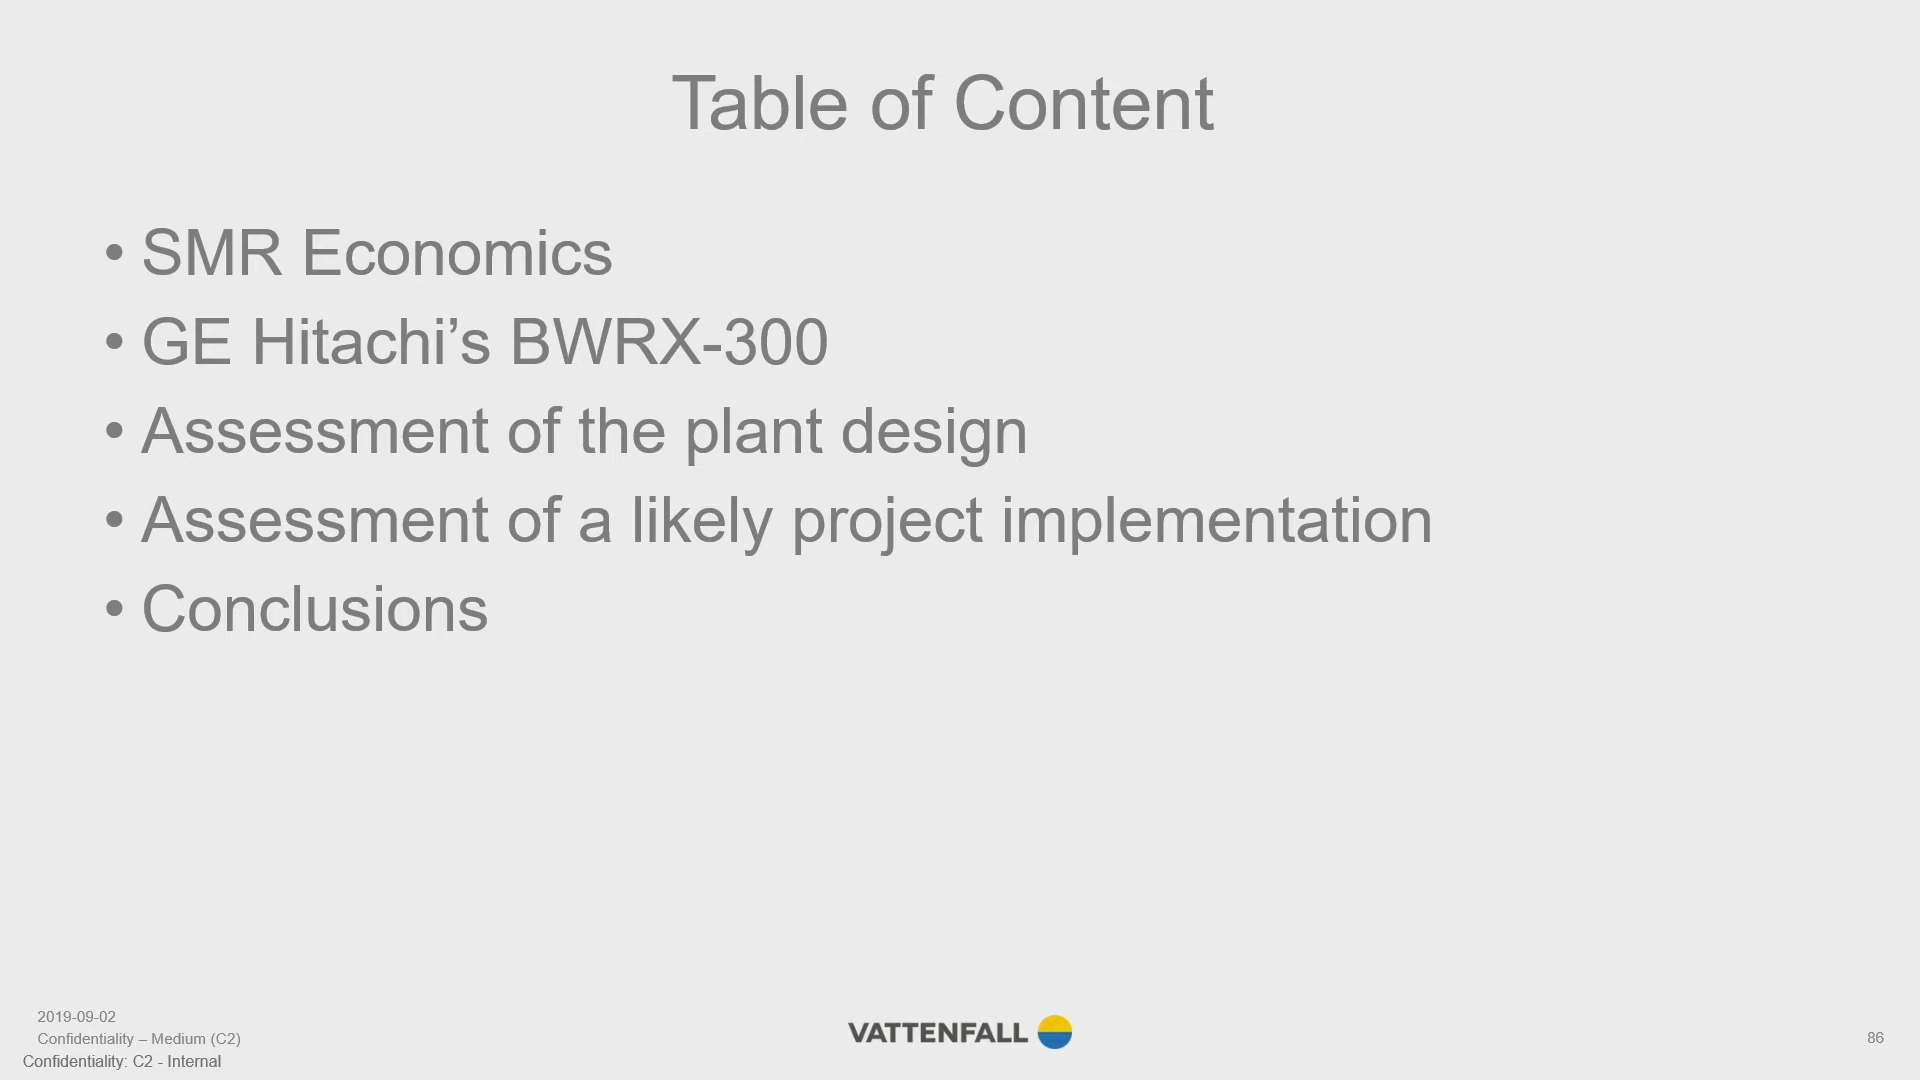 Table of Content
• SMR Economics
• GE Hitachi’s BWRX-300
• Assessment of the plant design
• Assessment of a likely project implementation
• Conclusions
2019-09-02
Confidentiality – Medium (C2)
Confidentiality: C2 - Internal
VATTENFALL
86